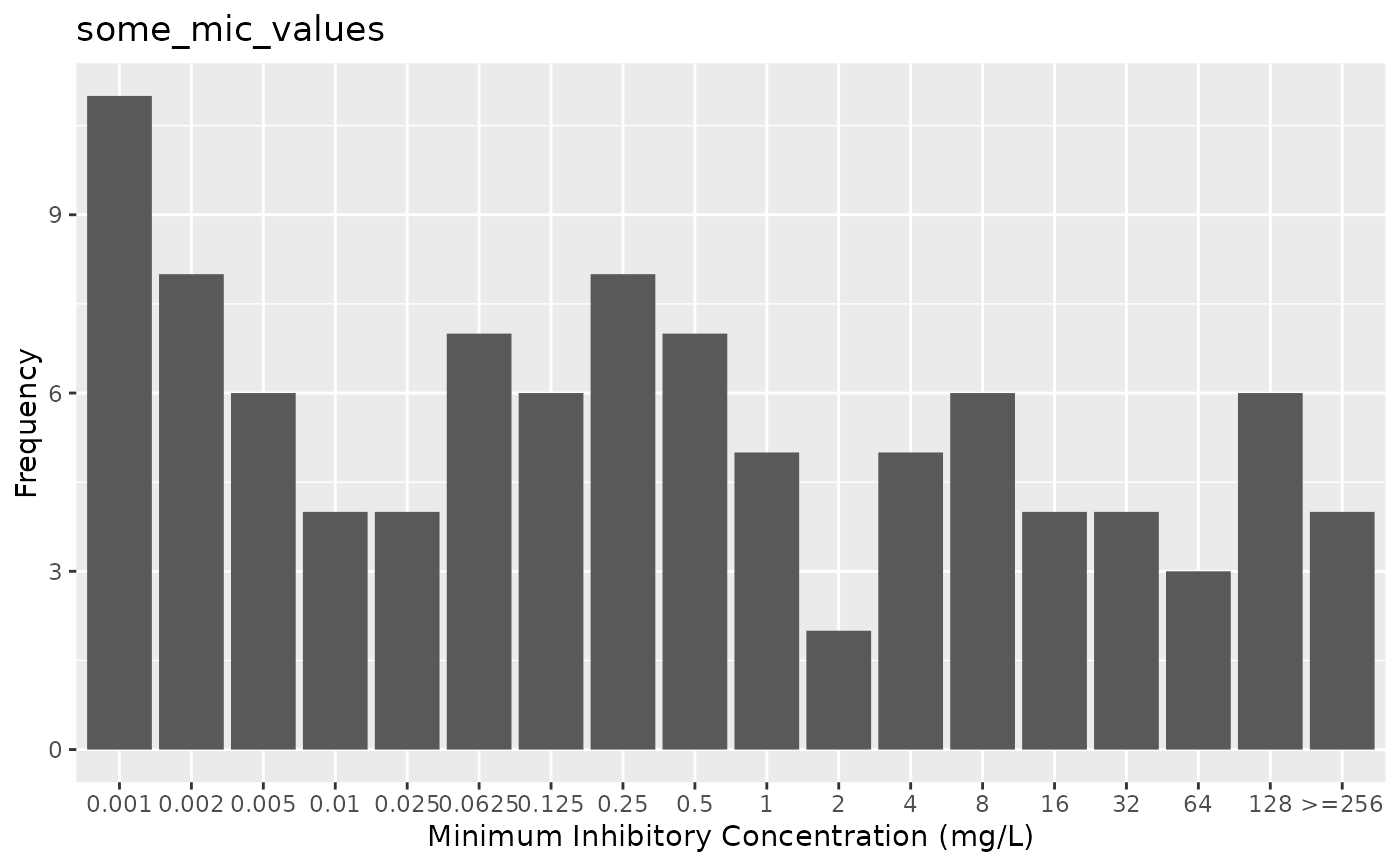 some_mic_values
Frequency
9
6
3
0
0.001 0.002 0.005 0.01 0.025 0.0625 0.125 0.25 0.5 1 2 4 8 16 32 64 128 >=256
Minimum Inhibitory Concentration (mg/L)